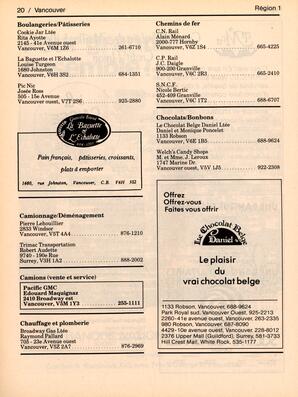 20 / Vancouver
Région 1
Boulangeries/Pâtisseries
Cookie Jar Ltée
Rita Ayotte
2145 - 41e Avenue ouest
Vancouver, V6M 1Z6 261-6710
La Baguette et l'Echalotte
Louise Turgeon
1680 Johnston
Vancouver, V6H 3S2 684-1351
Pic Nic
Josée Rose
505 - 15e Avenue
ouest, Vancouver, V7T 2S6 925-2880
La Baguette
& L'Echalotte
Pain français, pâtisseries, croissants,
plats à emporter
1680, rue Johnston, Vancouver, C.B. V6H 3S2
Camionnage/Déménagement
Pierre Lehouillier
2833 Windsor
Vancouver, V5T 4A4 876-1210
Trimac Transportation
Robert Audette
9740 - 190e Rue
Surrey, V3H 1A3 888-2002
Camions (vente et service)
Pacific GMC
Edouard Maquignaz
2410 Broadway est
Vancouver, V5M 1Y3 255-1111
Chauffage et plomberie
Broadway Gas Ltée
Raymond Pallard
705 - 23e Avenue ouest
Vancouver, V5Z 2A7 876-2969
Chemins de fer
C.N. Rail
Alain Ménard
2000-777 Hornby
Vancouver, V6Z 1S4 665-4225
C.P. Rail
J.C. Daigle
900-200 Granville
Vancouver, V6C 2R3 665-2410
S.N.C.F.
Nicole Bertic
452-409 Granville
Vancouver, V6C 1T2 688-6707
Chocolats/Bonbons
Le Chocolat Belge Daniel Ltée
Daniel et Monique Poncelet
1133 Robson
Vancouver, V6E 1B5 688-9624
Welch's Candy Shops
M. et Mme. J. Leroux
1747 Marine Dr.
ouest, Vancouver, V5V 1J5 922-2308
Offrez
Offrez-vous
Faites vous offrir
Le Chocolat Belge
Daniel
Le plaisir
du
vrai chocolat belge
1133 Robson, Vancouver, 688-9624
Park Royal sud, Vancouver Ouest, 925-2213
2260-41e avenue ouest, Vancouver, 263-2335
980 Robson, Vancouver, 687-8090
4429-10e avenue ouest, Vancouver, 228-8012
2376 Upper Mall (Guildford), Surrey, 581-3733
Hill Crest Mall, White Rock, 535-1177